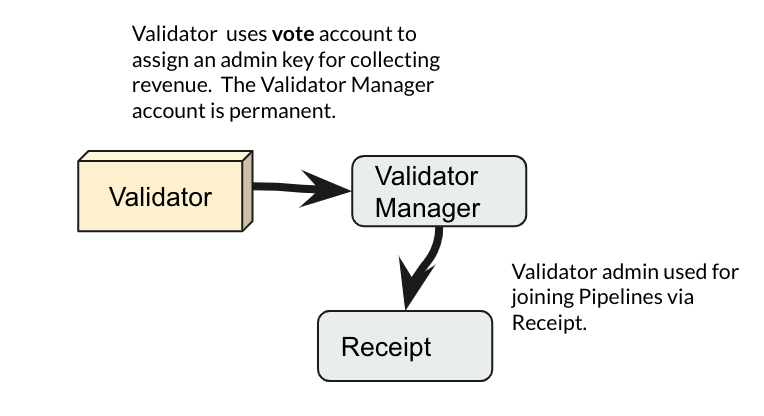 Validator uses vote account to
assign an admin key for collecting
revenue. The Validator Manager
account is permanent.
Validator
Validator
Manager
Validator admin used for
joining Pipelines via
Receipt.
Receipt